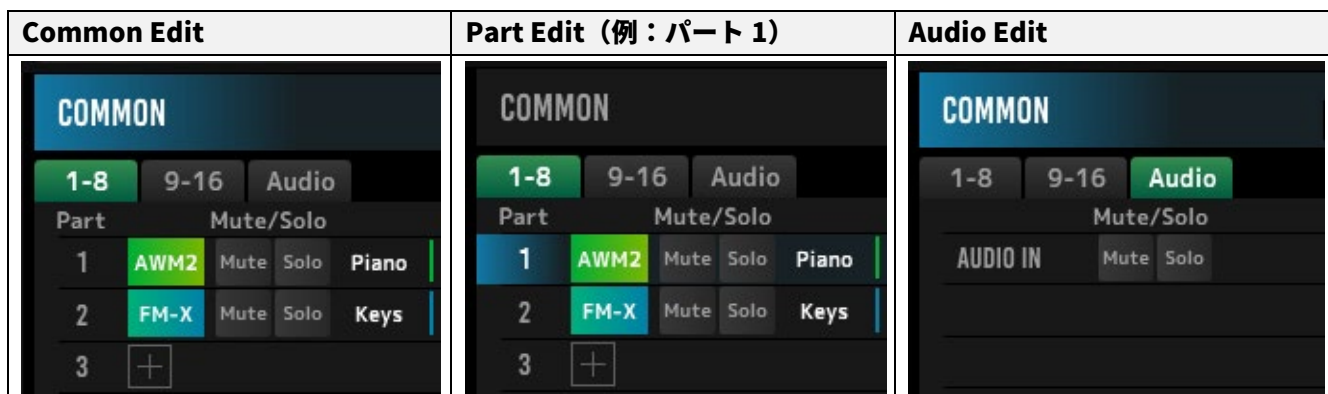 Common Edit
COMMON
1-8 9-16 Audio
Part Mute/Solo
1 AWM2 Mute Solo Piano
2 FM-X Mute Solo Keys
3 +
Part Edit（例：パート 1）
COMMON
1-8 9-16 Audio
Part Mute/Solo
1 AWM2 Mute Solo Piano
2 FM-X Mute Solo Keys
3 +
Audio Edit
COMMON
1-8 9-16 Audio
Mute/Solo
AUDIO IN Mute Solo